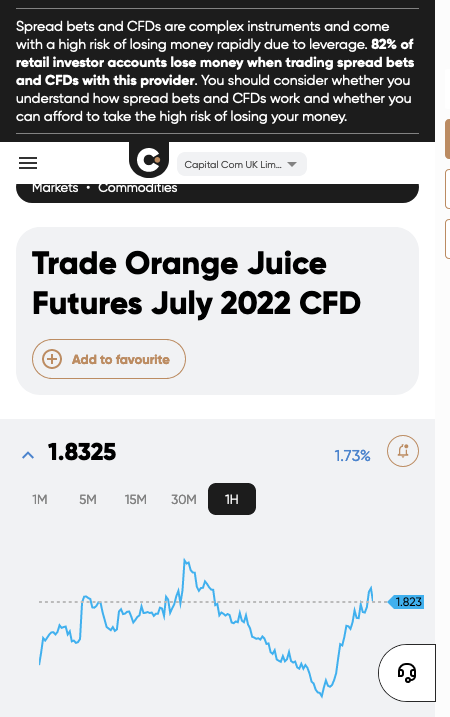 Spread bets and CFDs are complex instruments and come
with a high risk of losing money rapidly due to leverage. 82% of
retail investor accounts lose money when trading spread bets
and CFDs with this provider. You should consider whether you
understand how spread bets and CFDs work and whether you
can afford to take the high risk of losing your money.
Capital Com UK Lim...
Markets • Commodities
Trade Orange Juice
Futures July 2022 CFD
Add to favourite
1.8325
1.73%
1M 5M 15M 30M 1H
1.823